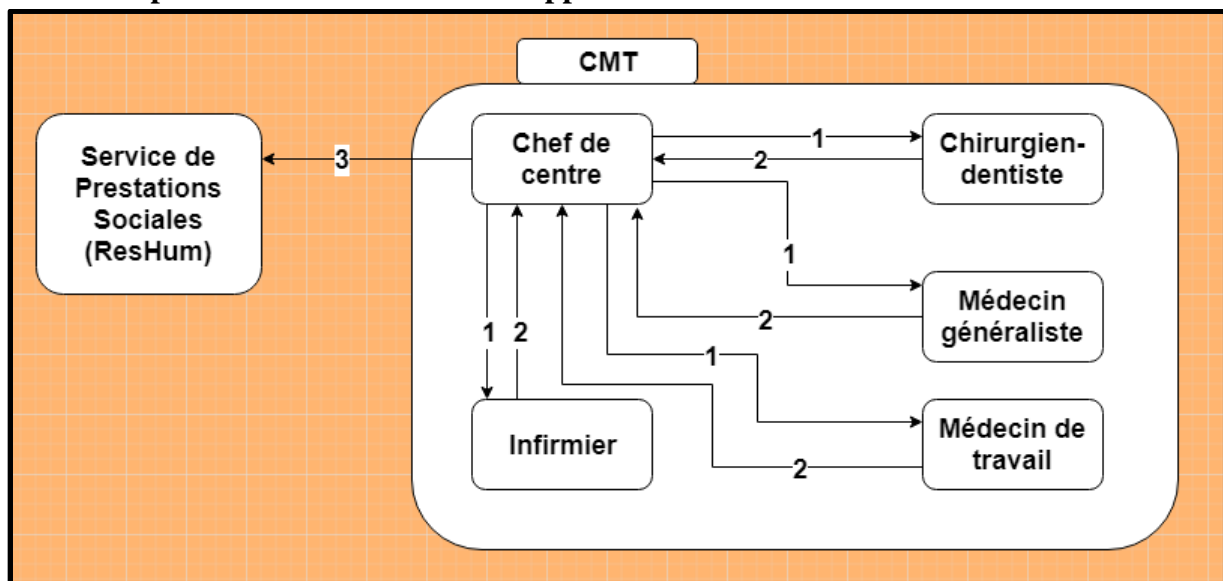 CMT
Service de
Prestations
Sociales
(ResHum)
3
Chef de
centre
1
2
Chirurgien-
dentiste
1
2
Médecin
généraliste
1
2
1
2
Infirmier
Médecin de
travail